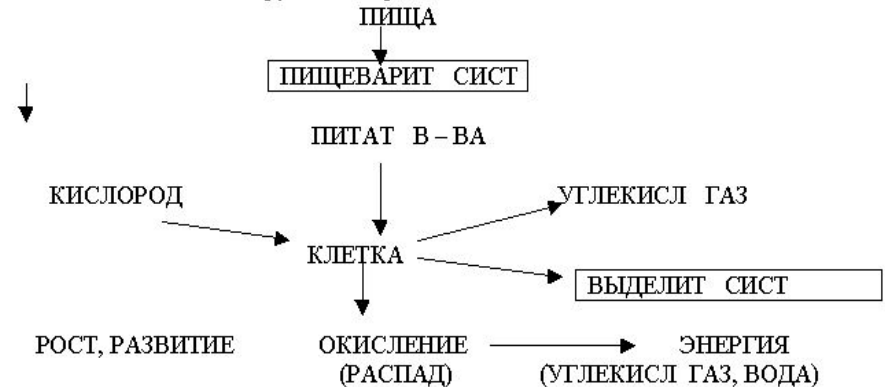 ПИЩА
ПИЩЕВАРИТ СИСТ
ПИТАТ В – ВА
КИСЛОРОД УГЛЕКИСЛ ГАЗ
КЛЕТКА
ВЫДЕЛИТ СИСТ
РОСТ, РАЗВИТИЕ ОКИСЛЕНИЕ ЭНЕРГИЯ
(РАСПАД) (УГЛЕКИСЛ ГАЗ, ВОДА)